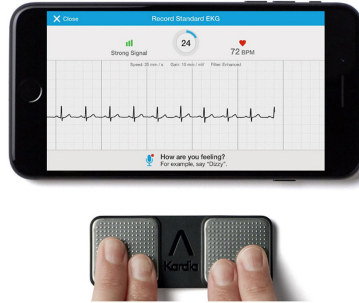 Close
Record Standard EKG
Strong Signal
24
72 BPM
Speed: 25 mm / s Gain: 10 mm / mV Filter: Enhanced
How are you feeling?
For example, say "Dizzy".
Kardia